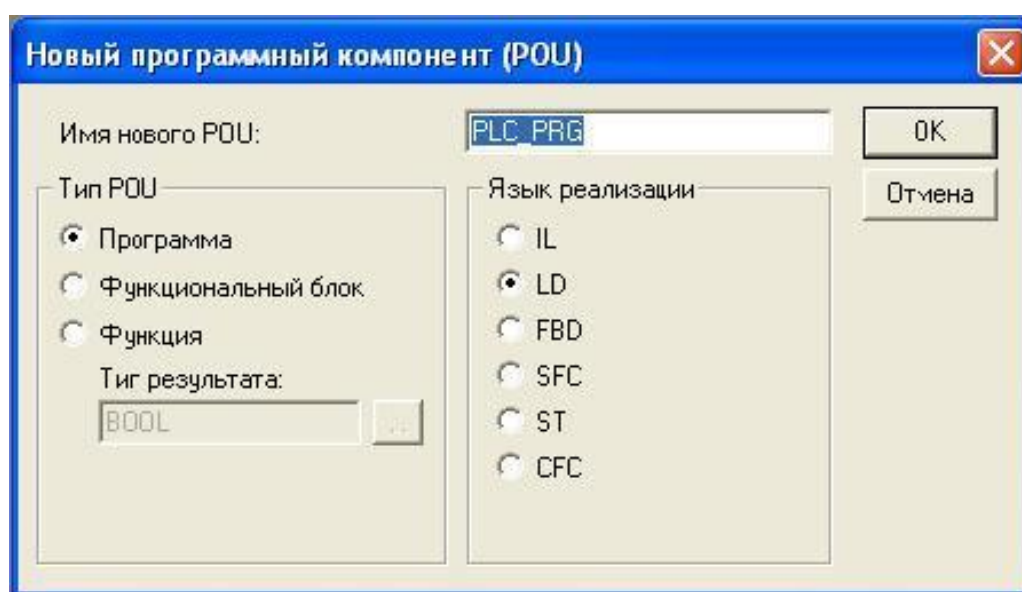 Новый программный компонент (POU)
Имя нового POU:
PLC_PRG
OK
Отмена
Тип POU
Программа
Функциональный блок
Функция
Тип результата:
BOOL
...
Язык реализации
IL
LD
FBD
SFC
ST
CFC